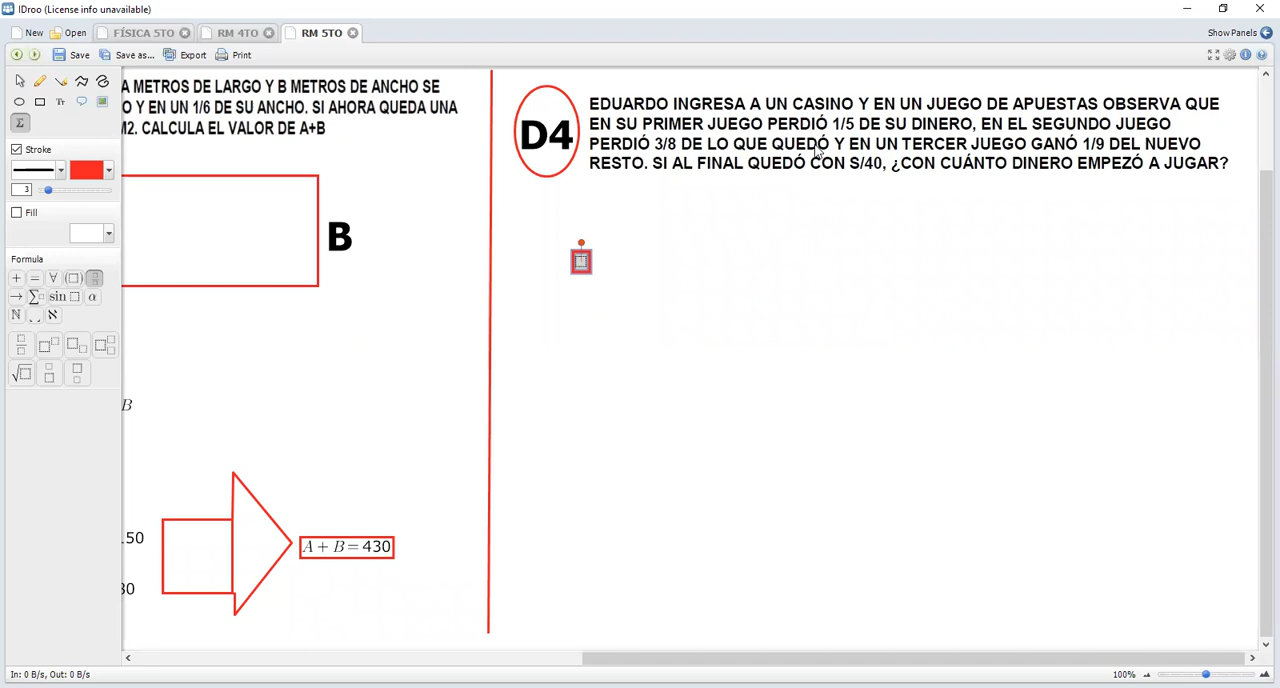 IDroo (License info unavailable)
New
Open
FÍSICA 5TO
RM 4TO
RM 5TO
Show Panels
Save
Save as...
Export
Print
A METROS DE LARGO Y B METROS DE ANCHO SE
O Y EN UN 1/6 DE SU ANCHO. SI AHORA QUEDA UNA
M2. CALCULA EL VALOR DE A+B
D4
EDUARDO INGRESA A UN CASINO Y EN UN JUEGO DE APUESTAS OBSERVA QUE
EN SU PRIMER JUEGO PERDIÓ 1/5 DE SU DINERO, EN EL SEGUNDO JUEGO
PERDIÓ 3/8 DE LO QUE QUEDÓ Y EN UN TERCER JUEGO GANÓ 1/9 DEL NUEVO
RESTO. SI AL FINAL QUEDÓ CON S/40, ¿CON CUÁNTO DINERO EMPEZÓ A JUGAR?
Tr
Σ
Stroke
3
Fill
B
Formula
+ = ∀ (□)
→ Σ□ sin □ α
ℕ ℵ
B
150
A + B = 430
30
In: 0 B/s, Out: 0 B/s
100%